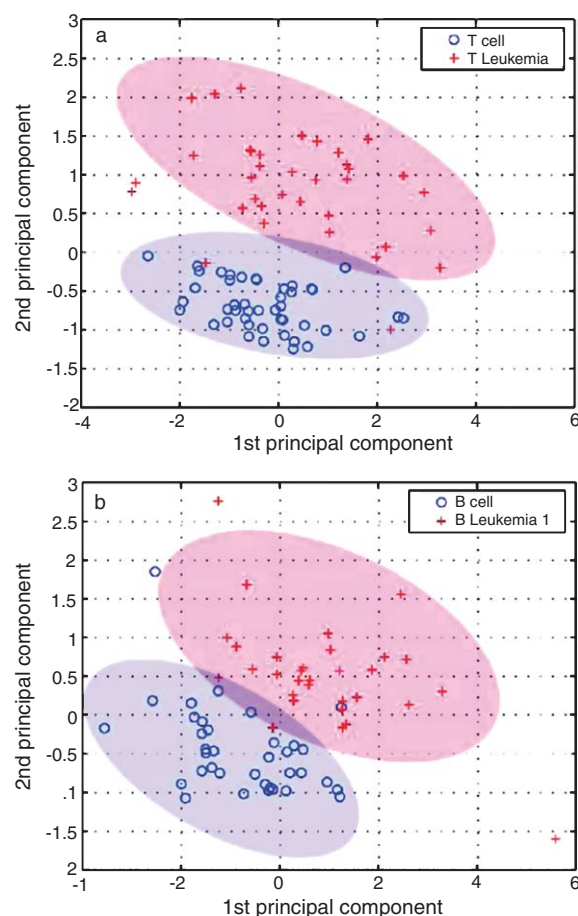 a
T cell
T Leukemia
3
2.5
2
1.5
1
0.5
0
-0.5
-1
-1.5
-2
2nd principal component
-4 -2 0 2 4 6
1st principal component
b
B cell
B Leukemia 1
3
2.5
2
1.5
1
0.5
0
-0.5
1
-1.5
2
2nd principal component
-1 -2 0 2 4 6
1st principal component